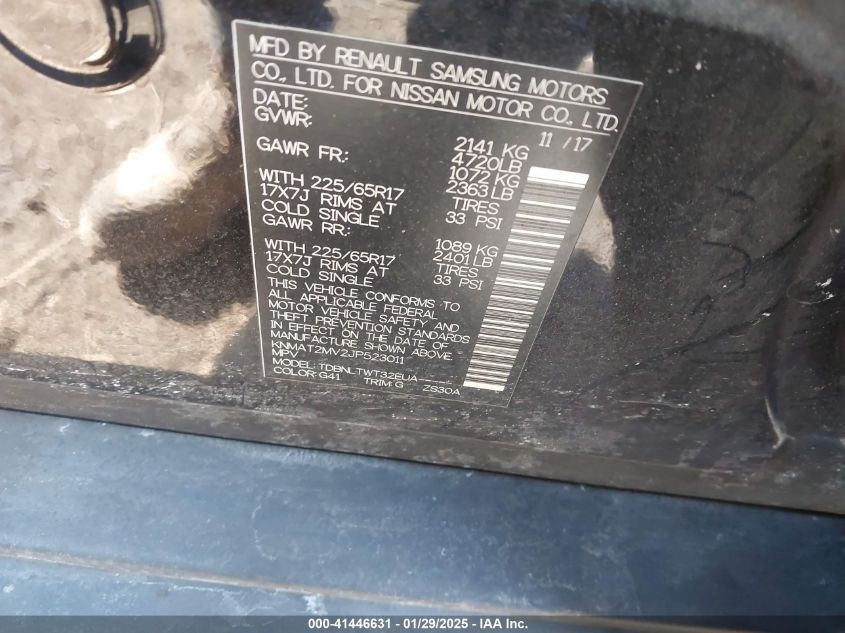 MFD BY RENAULT SAMSUNG MOTORS
CO., LTD. FOR NISSAN MOTOR CO., LTD.
DATE: 11 /17
GVWR: 2141 KG
4720LB
GAWR FR.: 1072 KG
2363 LB
WITH 225/65R17 TIRES
17X7J RIMS AT 33 PSI
COLD SINGLE
GAWR RR.: 1089 KG
2401 LB
WITH 225/65R17 TIRES
17X7J RIMS AT 33 PSI
COLD SINGLE
THIS VEHICLE CONFORMS TO
ALL APPLICABLE FEDERAL
MOTOR VEHICLE SAFETY AND
THEFT PREVENTION STANDARDS
IN EFFECT ON THE DATE OF
MANUFACTURE SHOWN ABOVE.
KNMAT2MV2JP523011
MPV
MODEL: TDBNLTWT32EUA-----
COLOR: G41 TRIM: G ZS30A
000-41446631 - 01/29/2025 - IAA Inc.